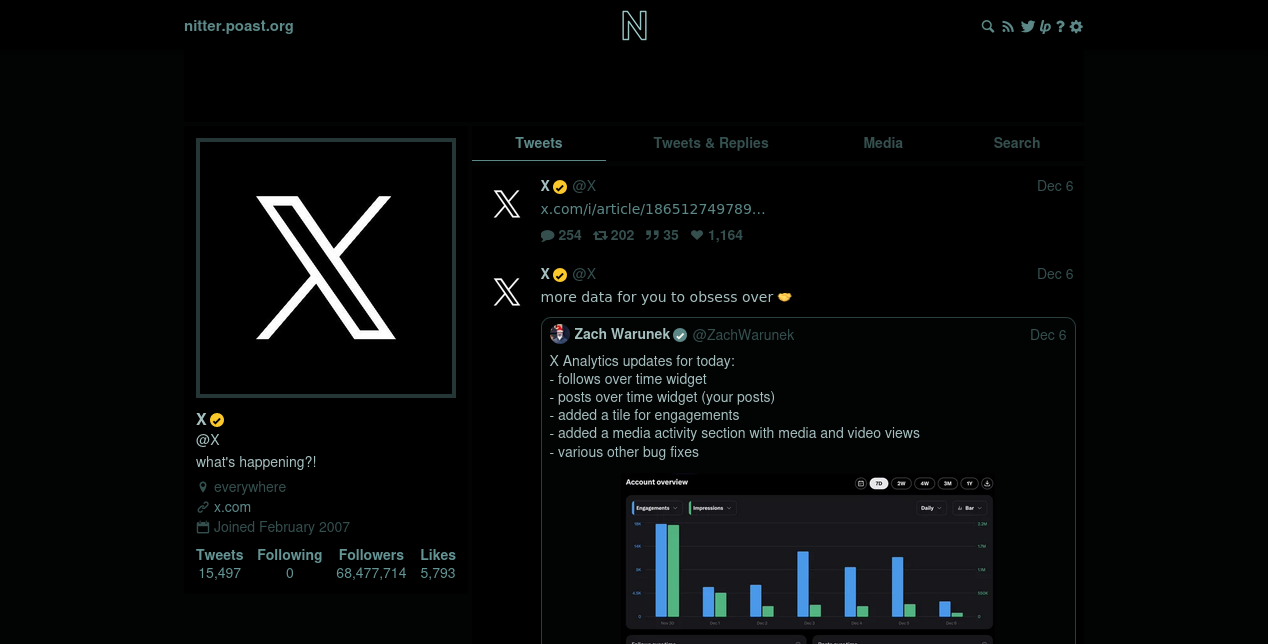 nitter.poast.org
Tweets Tweets & Replies Media Search
X @X Dec 6
x.com/i/article/186512749789...
254 202 35 1,164
X @X Dec 6
more data for you to obsess over 🤝
Zach Warunek @ZachWarunek Dec 6
X Analytics updates for today:
- follows over time widget
- posts over time widget (your posts)
- added a tile for engagements
- added a media activity section with media and video views
- various other bug fixes
Account overview 7D 2W 4W 3M 1Y
Engagements Impressions Daily Bar
X
@X
what's happening?!
everywhere
x.com
Joined February 2007
Tweets Following Followers Likes
15,497 0 68,477,714 5,793